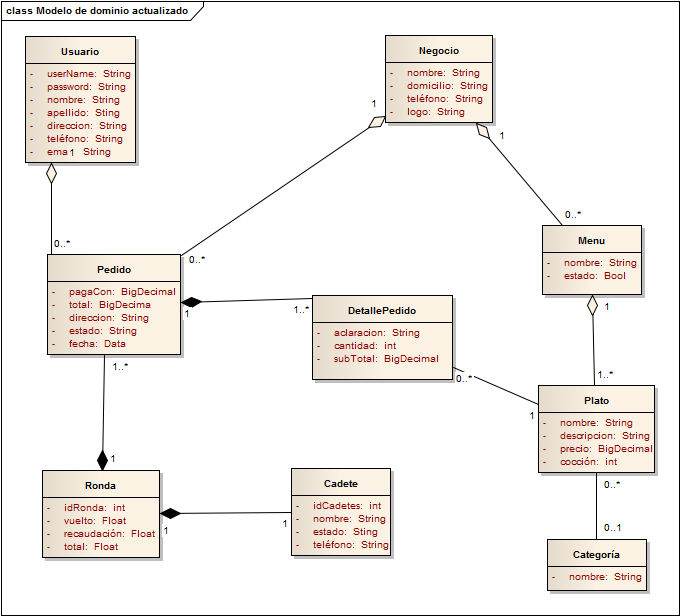 class Modelo de dominio actualizado
Usuario
- userName: String
- password: String
- nombre: String
- apellido: Sting
- direccion: String
- teléfono: String
- ema1 String
Negocio
- nombre: String
- domicilio: String
- teléfono: String
- logo: String
1
1
0..*
0..*
0..*
Menu
- nombre: String
- estado: Bool
Pedido
- pagaCon: BigDecimal
- total: BigDecima
- direccion: String
- estado: String
- fecha: Data
1
1..*
DetallePedido
- aclaracion: String
- cantidad: int
- subTotal: BigDecimal
1
1..*
0..*
1
1..*
Plato
- nombre: String
- descripcion: String
- precio: BigDecimal
- cocción: int
1
Ronda
- idRonda: int
- vuelto: Float
- recaudación: Float
- total: Float
1
1
Cadete
- idCadetes: int
- nombre: String
- estado: Sting
- teléfono: String
0..*
0..1
Categoría
- nombre: String